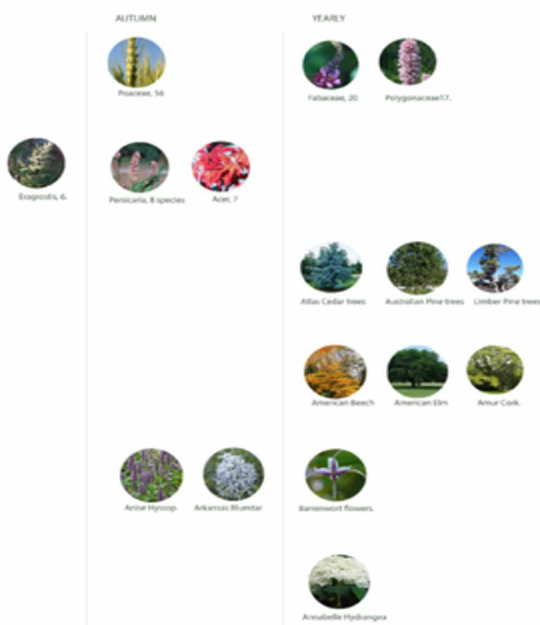 AUTUMN YEARLY
Poaceae, 56 Fabaceae, 20 Polygonaceae17.
Eragrostis, 6. Persicaria, 8 species Acer, 7
Atlas Cedar trees Australian Pine trees Limber Pine trees
American Beech American Elm Amur Cork.
Anise Hyssop Arkansas Bluestar Barrenwort flowers.
Annabelle Hydrangea